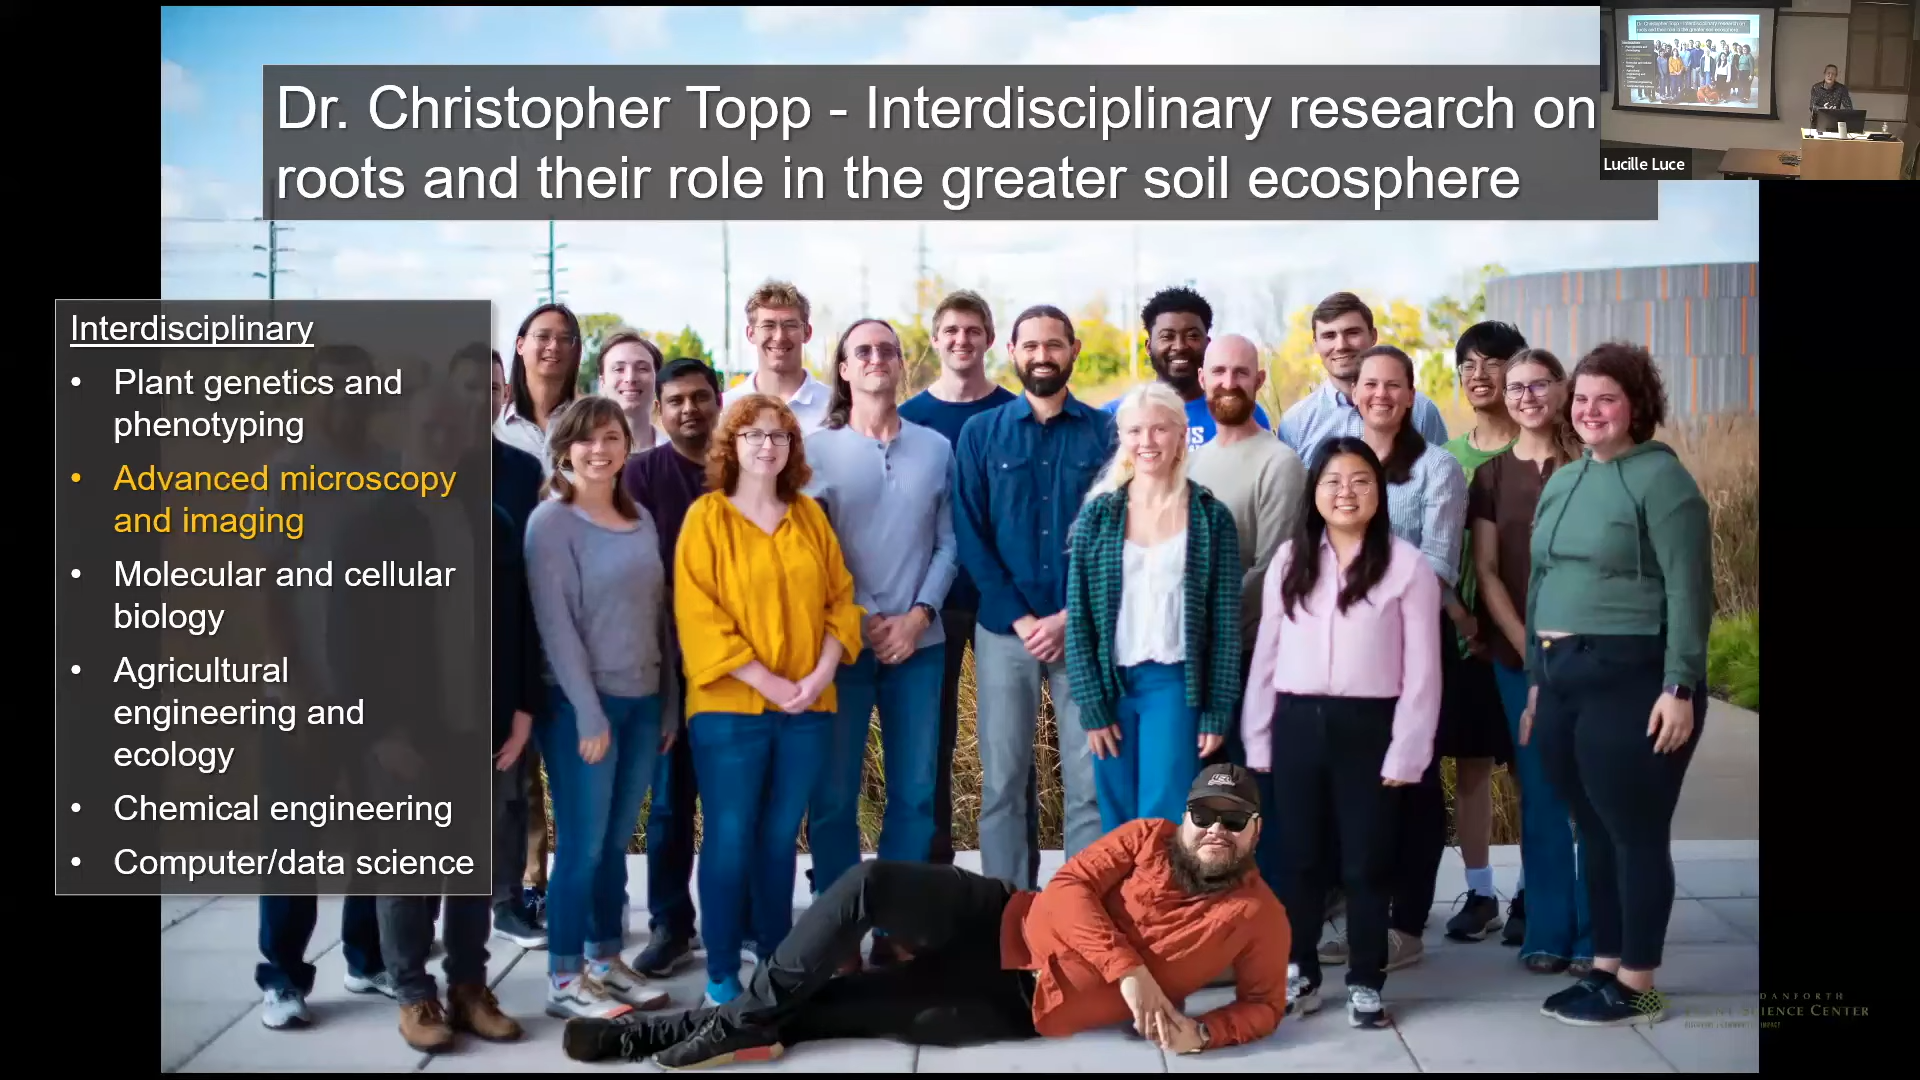 Dr. Christopher Topp - Interdisciplinary research on
roots and their role in the greater soil ecosphere
Lucille Luce
Interdisciplinary
• Plant genetics and
phenotyping
• Advanced microscopy
and imaging
• Molecular and cellular
biology
• Agricultural
engineering and
ecology
• Chemical engineering
• Computer/data science
DANFORTH
SCIENCE CENTER